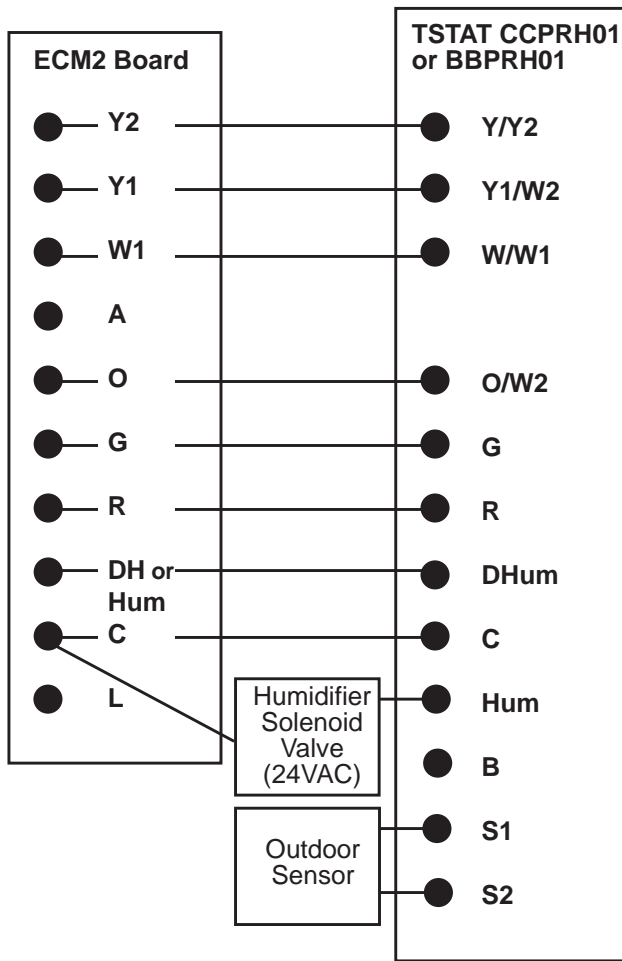 TSTAT CCPRH01
or BBPRH01
ECM2 Board
Y2
Y/Y2
Y1
Y1/W2
W1
W/W1
A
O
O/W2
G
G
R
R
DH or
Hum
DHum
C
C
L
Humidifier
Solenoid
Valve
(24VAC)
Hum
B
Outdoor
Sensor
S1
S2